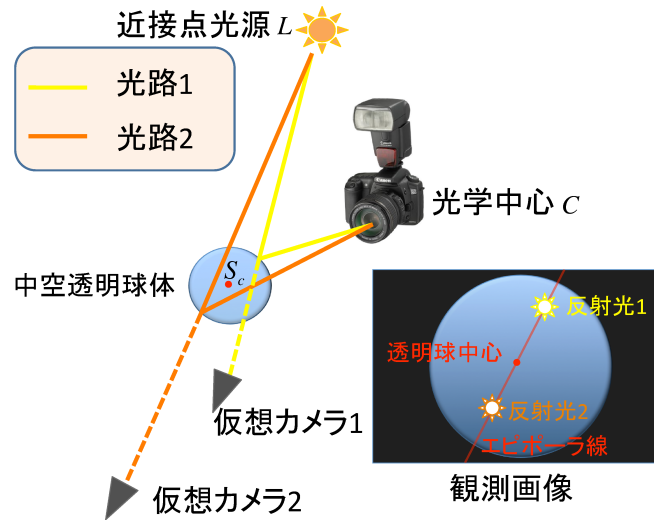 近接点光源 L
光路1
光路2
光学中心 C
中空透明球体
Sc
反射光1
透明球中心
反射光2
エピポーラ線
仮想カメラ1
仮想カメラ2
観測画像
Canon